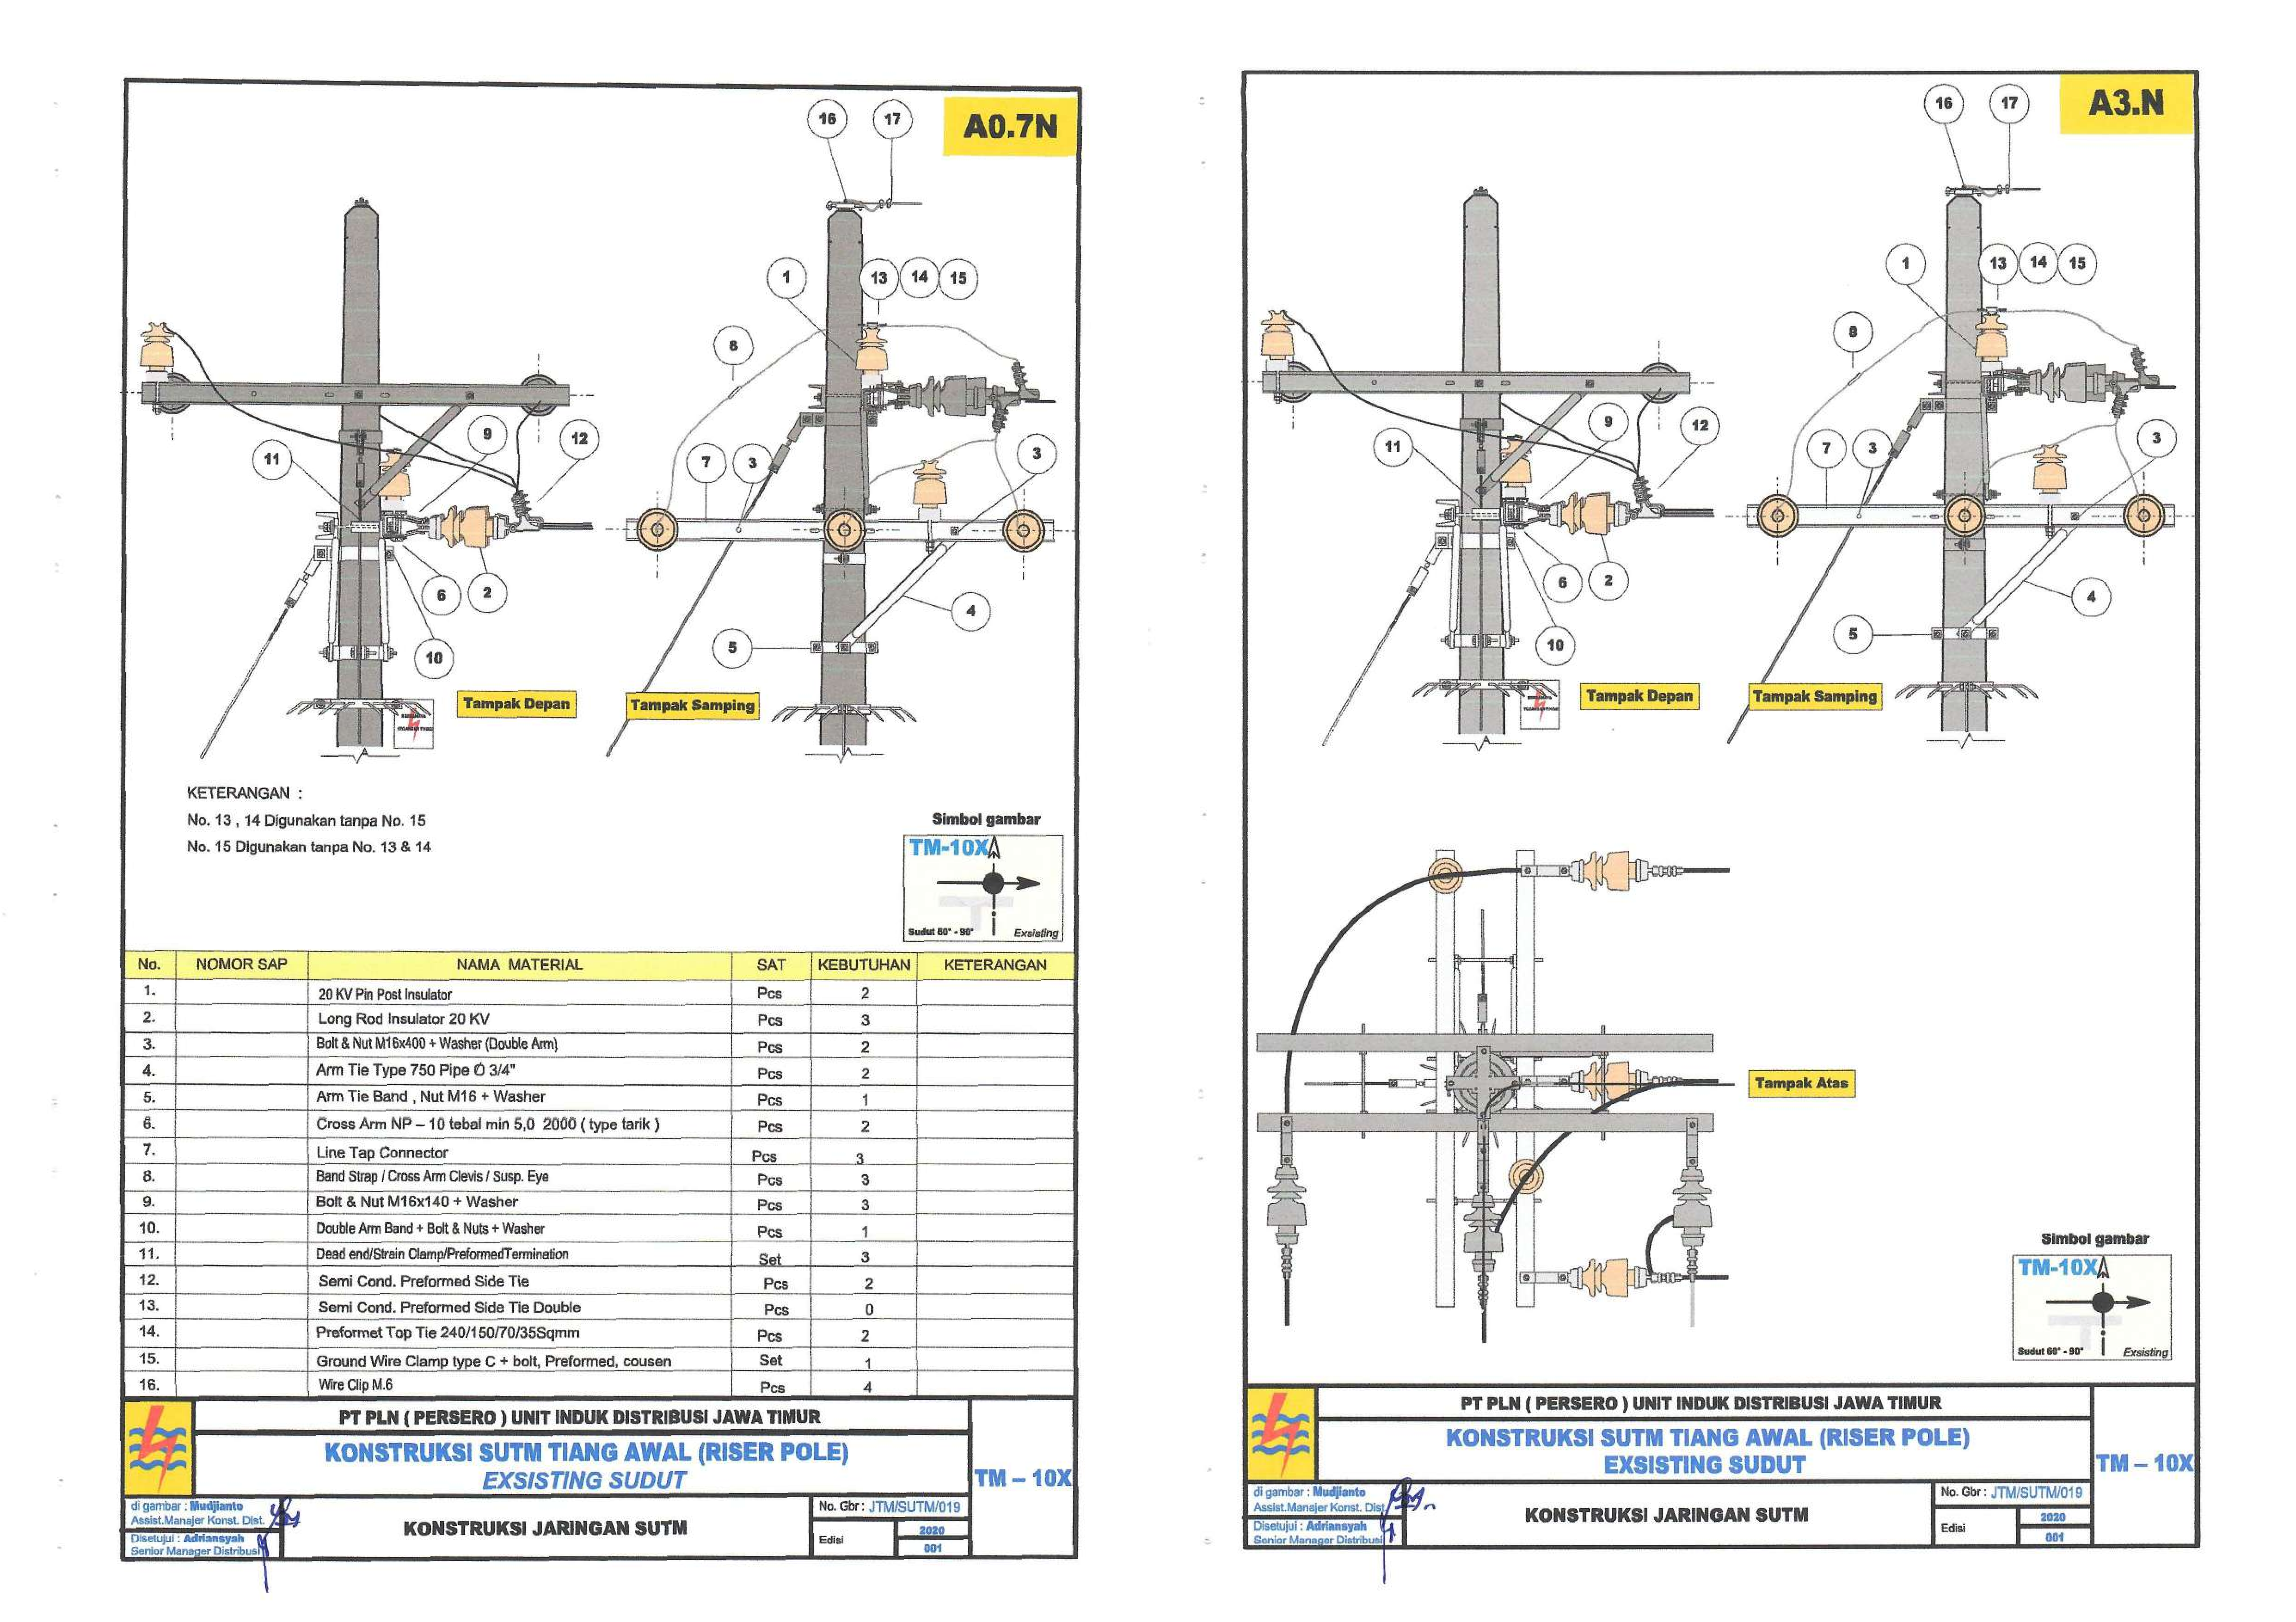 A0.7N
16
17
1
13
14
15
8
9
12
11
7
3
3
6
2
4
10
5
Tampak Depan
Tampak Samping
KETERANGAN :
No. 13 , 14 Digunakan tanpa No. 15
No. 15 Digunakan tanpa No. 13 & 14
Simbol gambar
TM-10X
Sudut 60° - 90°
Exsisting
No. NOMOR SAP NAMA MATERIAL SAT KEBUTUHAN KETERANGAN
1. 20 KV Pin Post Insulator Pcs 2
2. Long Rod Insulator 20 KV Pcs 3
3. Bolt & Nut M16x400 + Washer (Double Arm) Pcs 2
4. Arm Tie Type 750 Pipe Ó 3/4" Pcs 2
5. Arm Tie Band , Nut M16 + Washer Pcs 1
6. Cross Arm NP – 10 tebal min 5,0 2000 ( type tarik ) Pcs 2
7. Line Tap Connector Pcs 3
8. Band Strap / Cross Arm Clevis / Susp. Eye Pcs 3
9. Bolt & Nut M16x140 + Washer Pcs 3
10. Double Arm Band + Bolt & Nuts + Washer Pcs 1
11. Dead end/Strain Clamp/PreformedTermination Set 3
12. Semi Cond. Preformed Side Tie Pcs 2
13. Semi Cond. Preformed Side Tie Double Pcs 0
14. Preformet Top Tie 240/150/70/35Sqmm Pcs 2
15. Ground Wire Clamp type C + bolt, Preformed, cousen Set 1
16. Wire Clip M.6 Pcs 4
PT PLN ( PERSERO ) UNIT INDUK DISTRIBUSI JAWA TIMUR
KONSTRUKSI SUTM TIANG AWAL (RISER POLE)
EXSISTING SUDUT
TM – 10X
di gambar : Mudjianto
Assist.Manajer Konst. Dist.
Disetujui : Adriansyah
Senior Manager Distribusi
KONSTRUKSI JARINGAN SUTM
No. Gbr : JTM/SUTM/019
Edisi
2020
001
A3.N
16
17
1
13
14
15
8
9
12
11
7
3
3
6
2
4
10
5
Tampak Depan
Tampak Samping
Tampak Atas
Simbol gambar
TM-10X
Sudut 60° - 90°
Exsisting
PT PLN ( PERSERO ) UNIT INDUK DISTRIBUSI JAWA TIMUR
KONSTRUKSI SUTM TIANG AWAL (RISER POLE)
EXSISTING SUDUT
TM – 10X
di gambar : Mudjianto
Assist.Manajer Konst. Dist.
Disetujui : Adriansyah
Senior Manager Distribusi
KONSTRUKSI JARINGAN SUTM
No. Gbr : JTM/SUTM/019
Edisi
2020
001